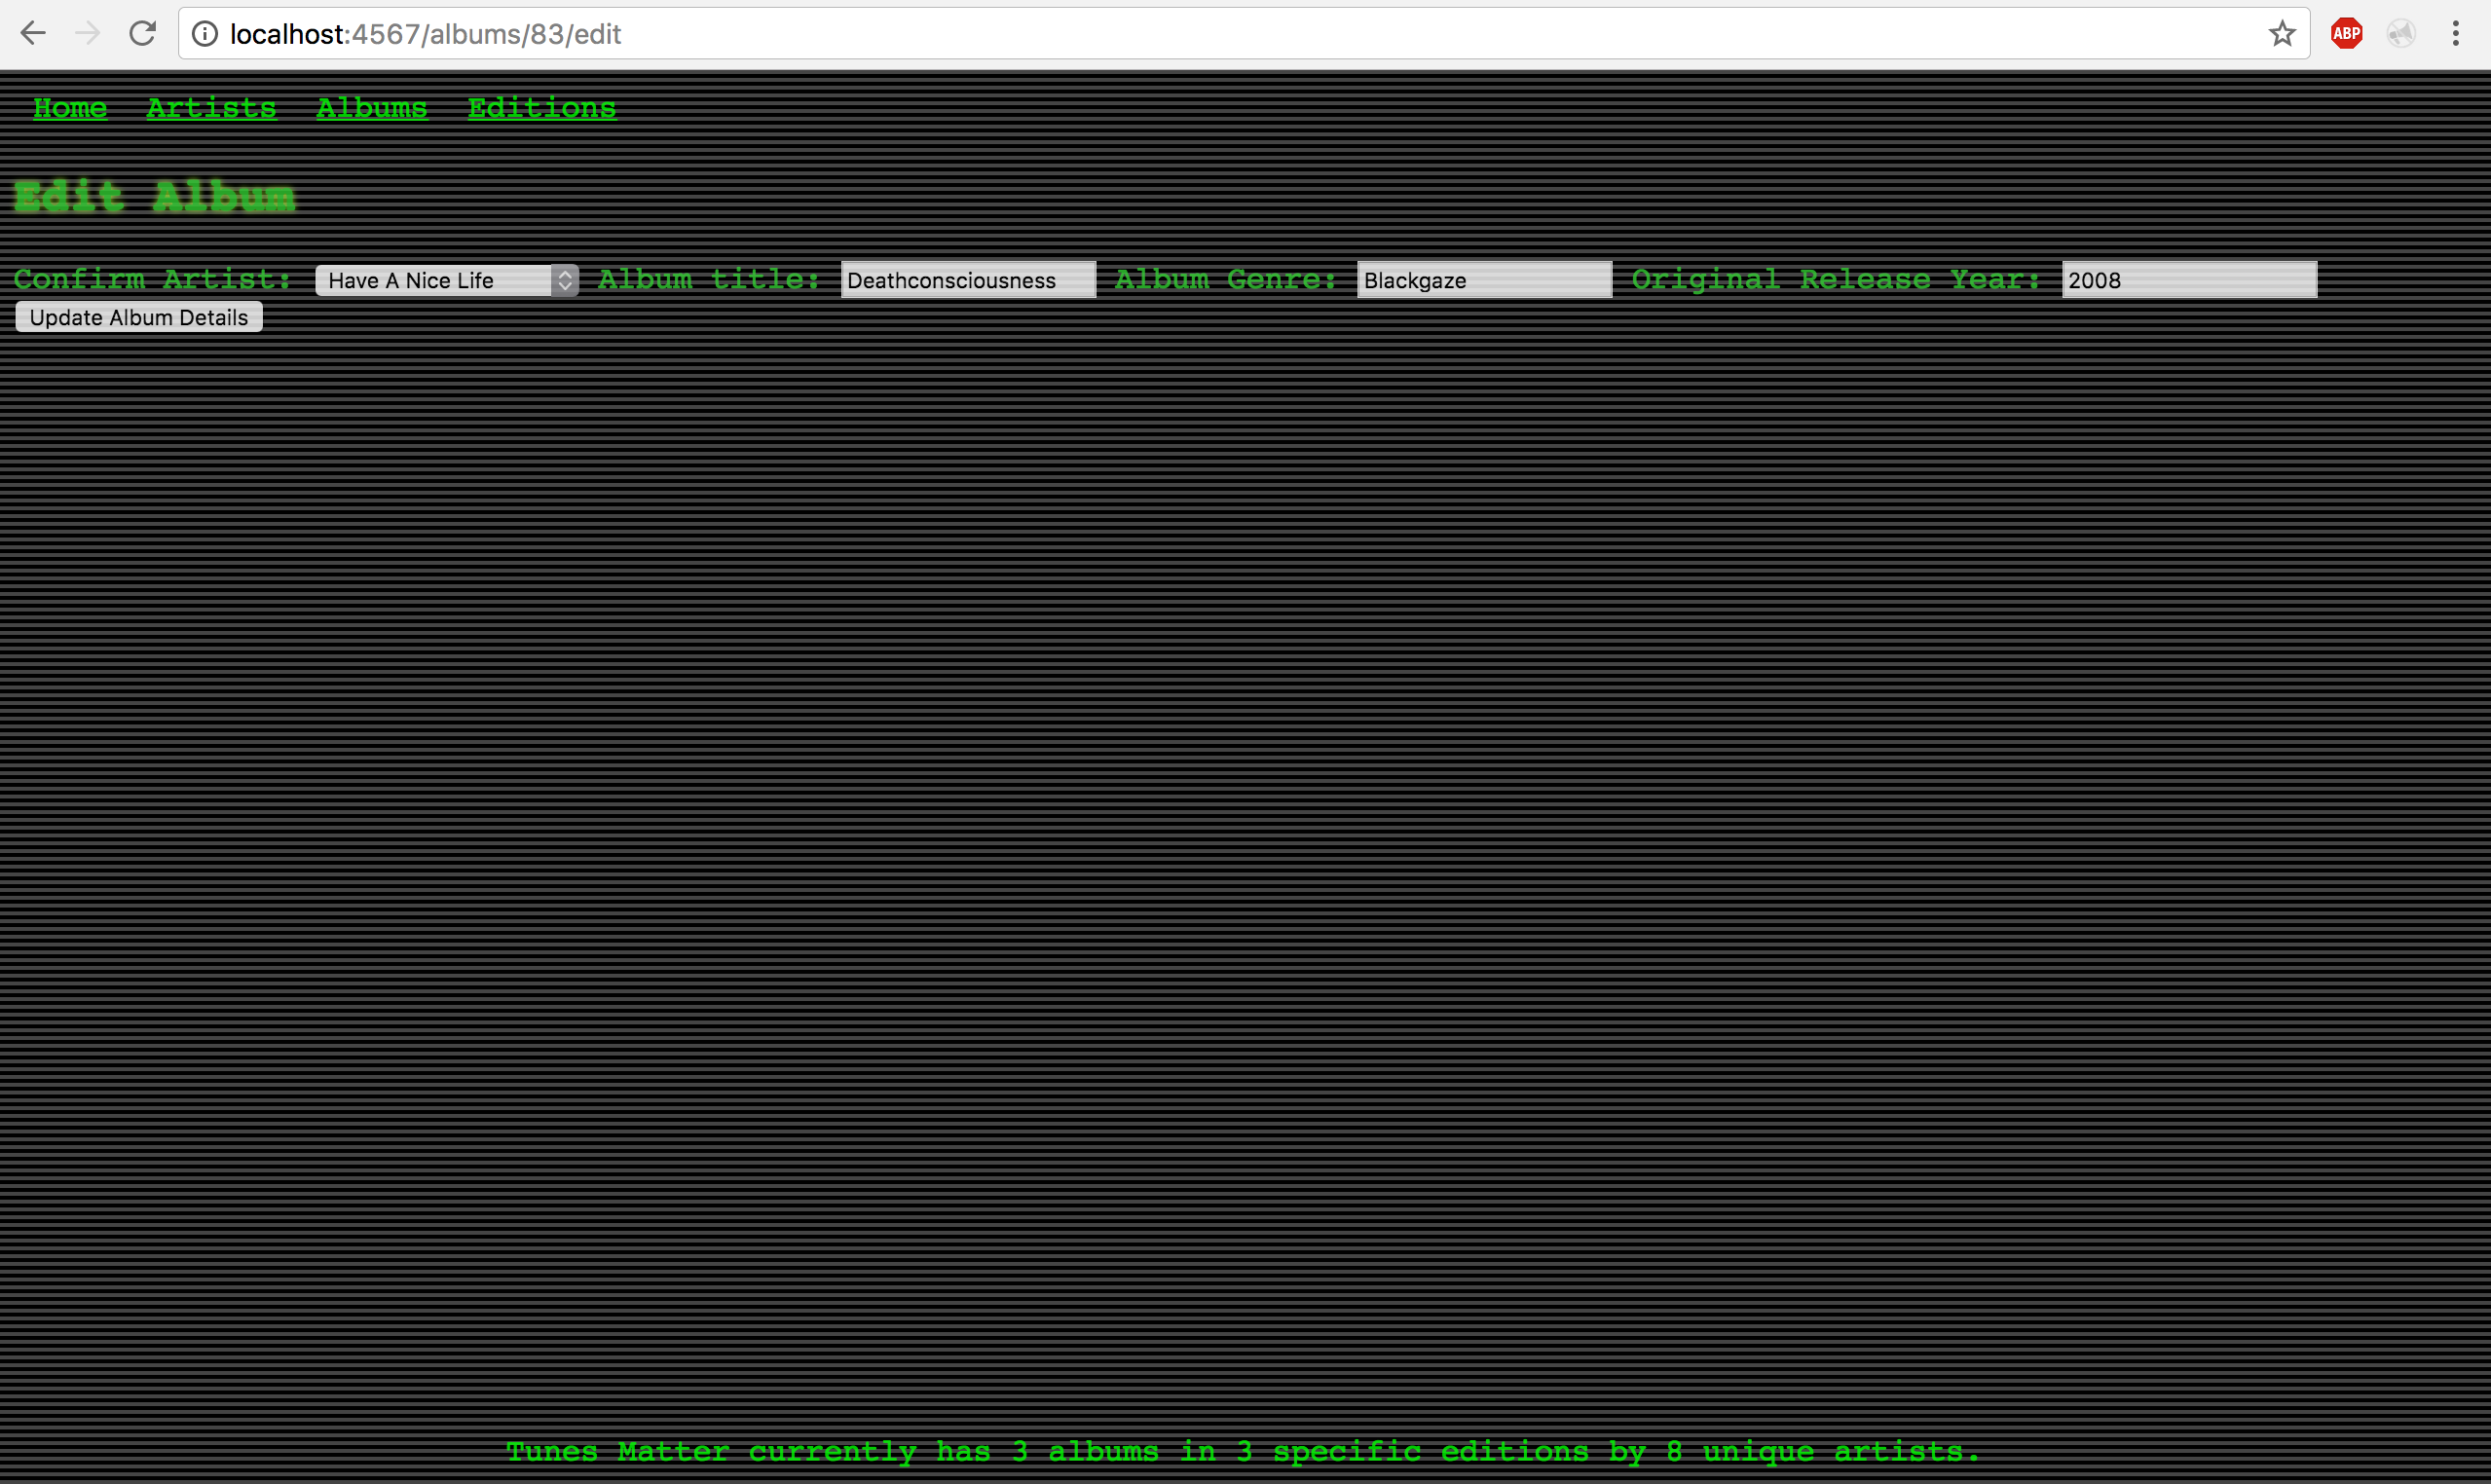 localhost:4567/albums/83/edit ABP
Home Artists Albums Editions
Edit Album
Confirm Artist: Have A Nice Life Album title: Deathconsciousness Album Genre: Blackgaze Original Release Year: 2008
Update Album Details
Tunes Matter currently has 3 albums in 3 specific editions by 8 unique artists.